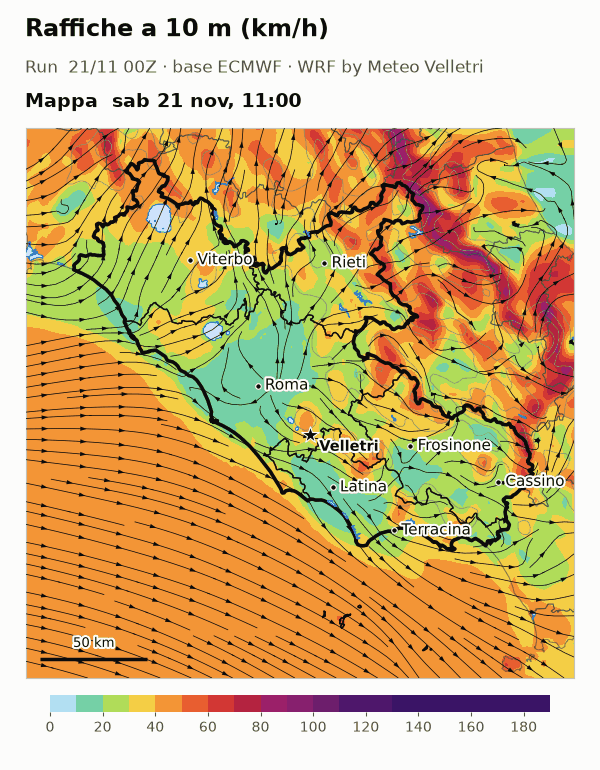 Raffiche a 10 m (km/h)
Run  21/11 00Z · base ECMWF · WRF by Meteo Velletri
Mappa  sab 21 nov, 11:00
Viterbo
Rieti
Roma
Velletri
Frosinone
Cassino
Latina
Terracina
50 km
0 20 40 60 80 100 120 140 160 180